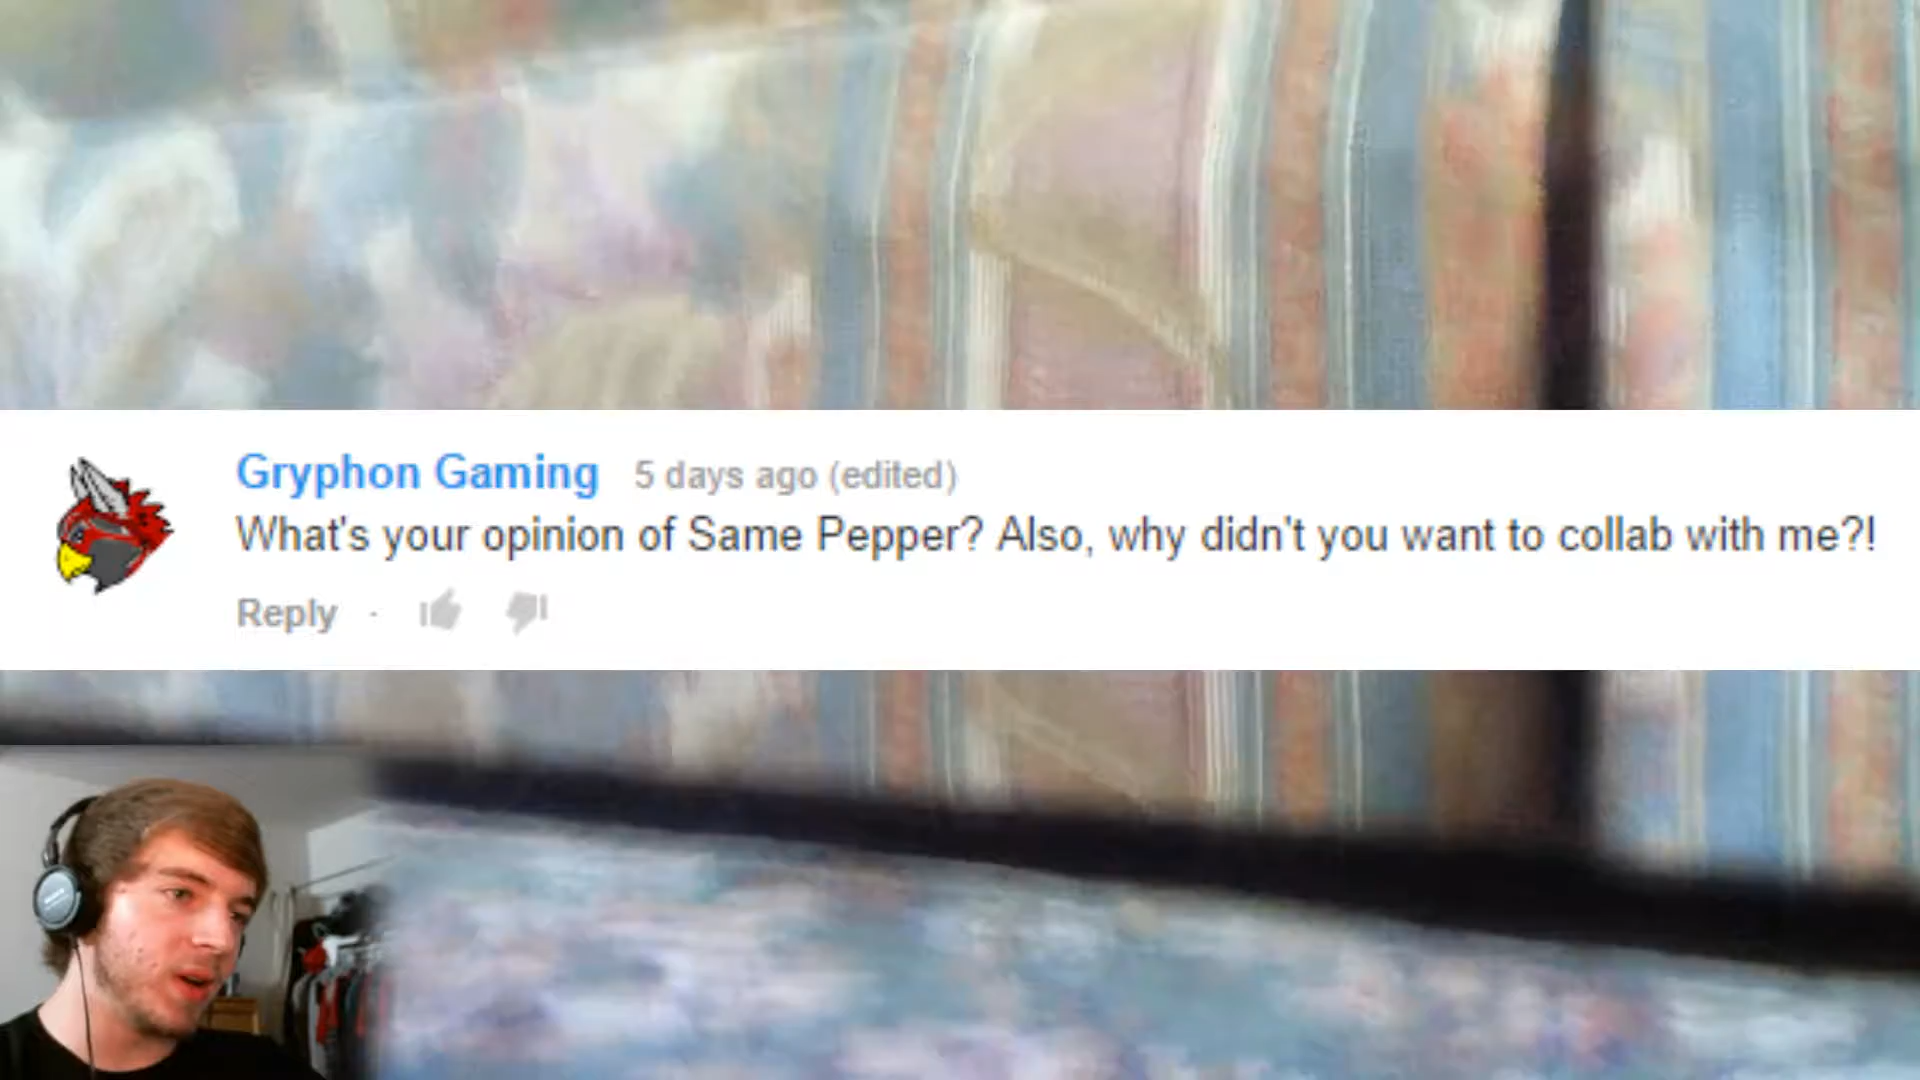 Gryphon Gaming 5 days ago (edited)
What's your opinion of Same Pepper? Also, why didn't you want to collab with me?!
Reply ·